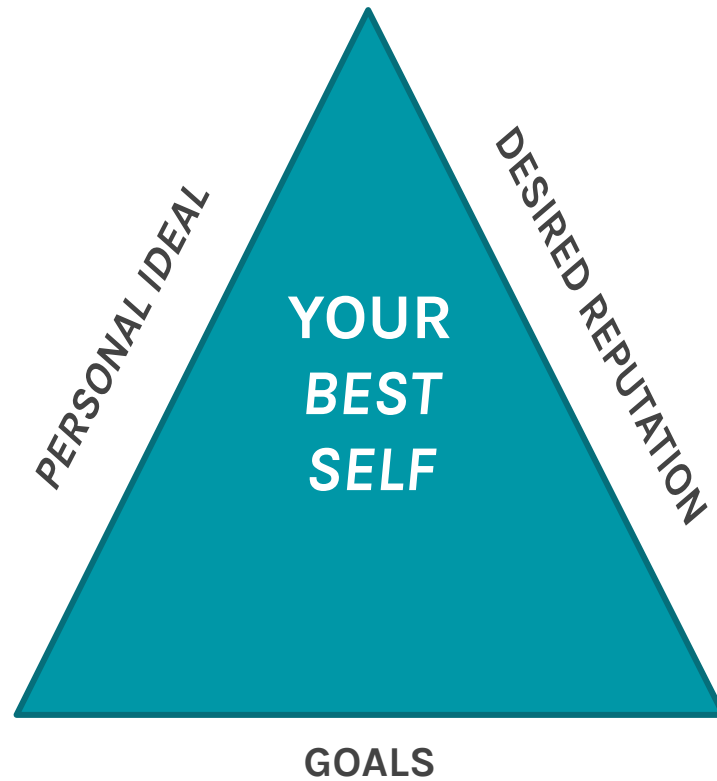 PERSONAL IDEAL
DESIRED REPUTATION
YOUR
BEST
SELF
GOALS